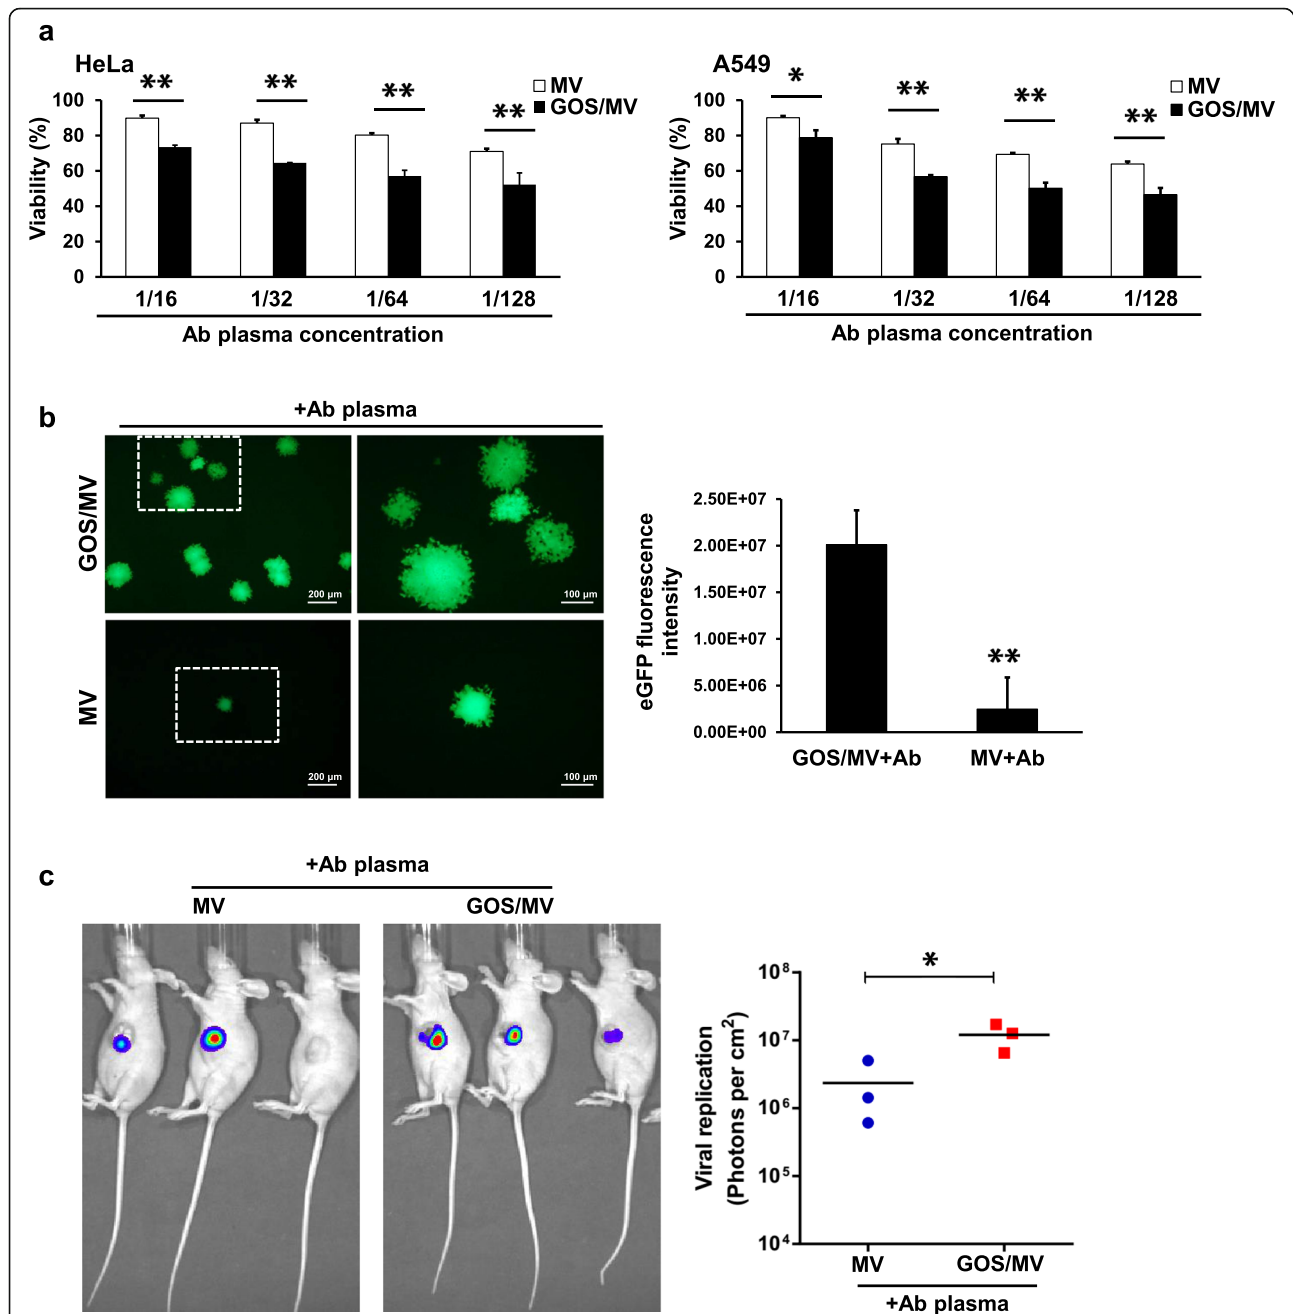 a
HeLa
** ** ** **
MV
GOS/MV
Viability (%)
100
80
60
40
20
0
1/16 1/32 1/64 1/128
Ab plasma concentration
A549
* ** ** **
MV
GOS/MV
Viability (%)
100
80
60
40
20
0
1/16 1/32 1/64 1/128
Ab plasma concentration
b
+Ab plasma
GOS/MV
200 µm
100 µm
MV
200 µm
100 µm
eGFP fluorescence
intensity
2.50E+07
2.00E+07
1.50E+07
1.00E+07
5.00E+06
0.00E+00
**
GOS/MV+Ab MV+Ab
c
+Ab plasma
MV GOS/MV
Viral replication
(Photons per cm²)
10⁸
10⁷
10⁶
10⁵
10⁴
*
MV GOS/MV
+Ab plasma